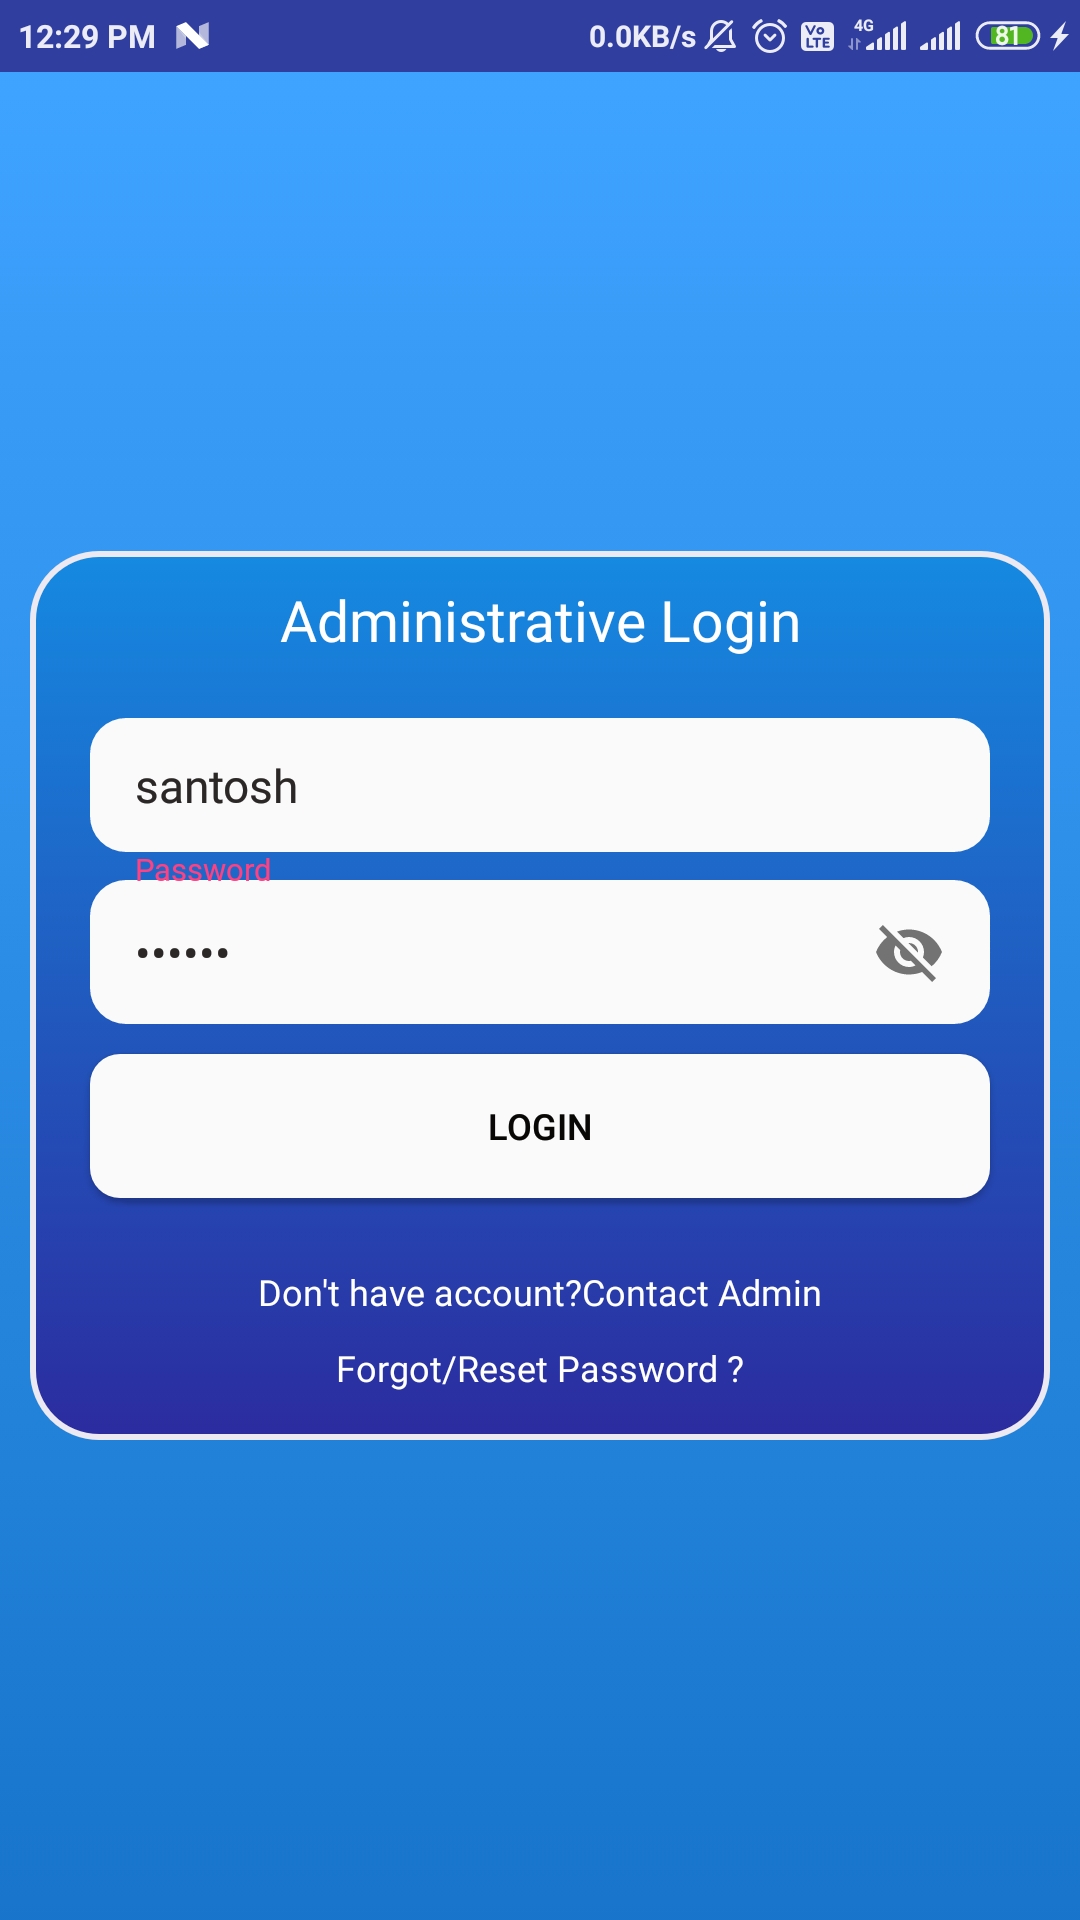 12:29 PM 0.0KB/s Vo LTE 4G 81
Administrative Login
santosh
Password
••••••
LOGIN
Don't have account?Contact Admin
Forgot/Reset Password ?